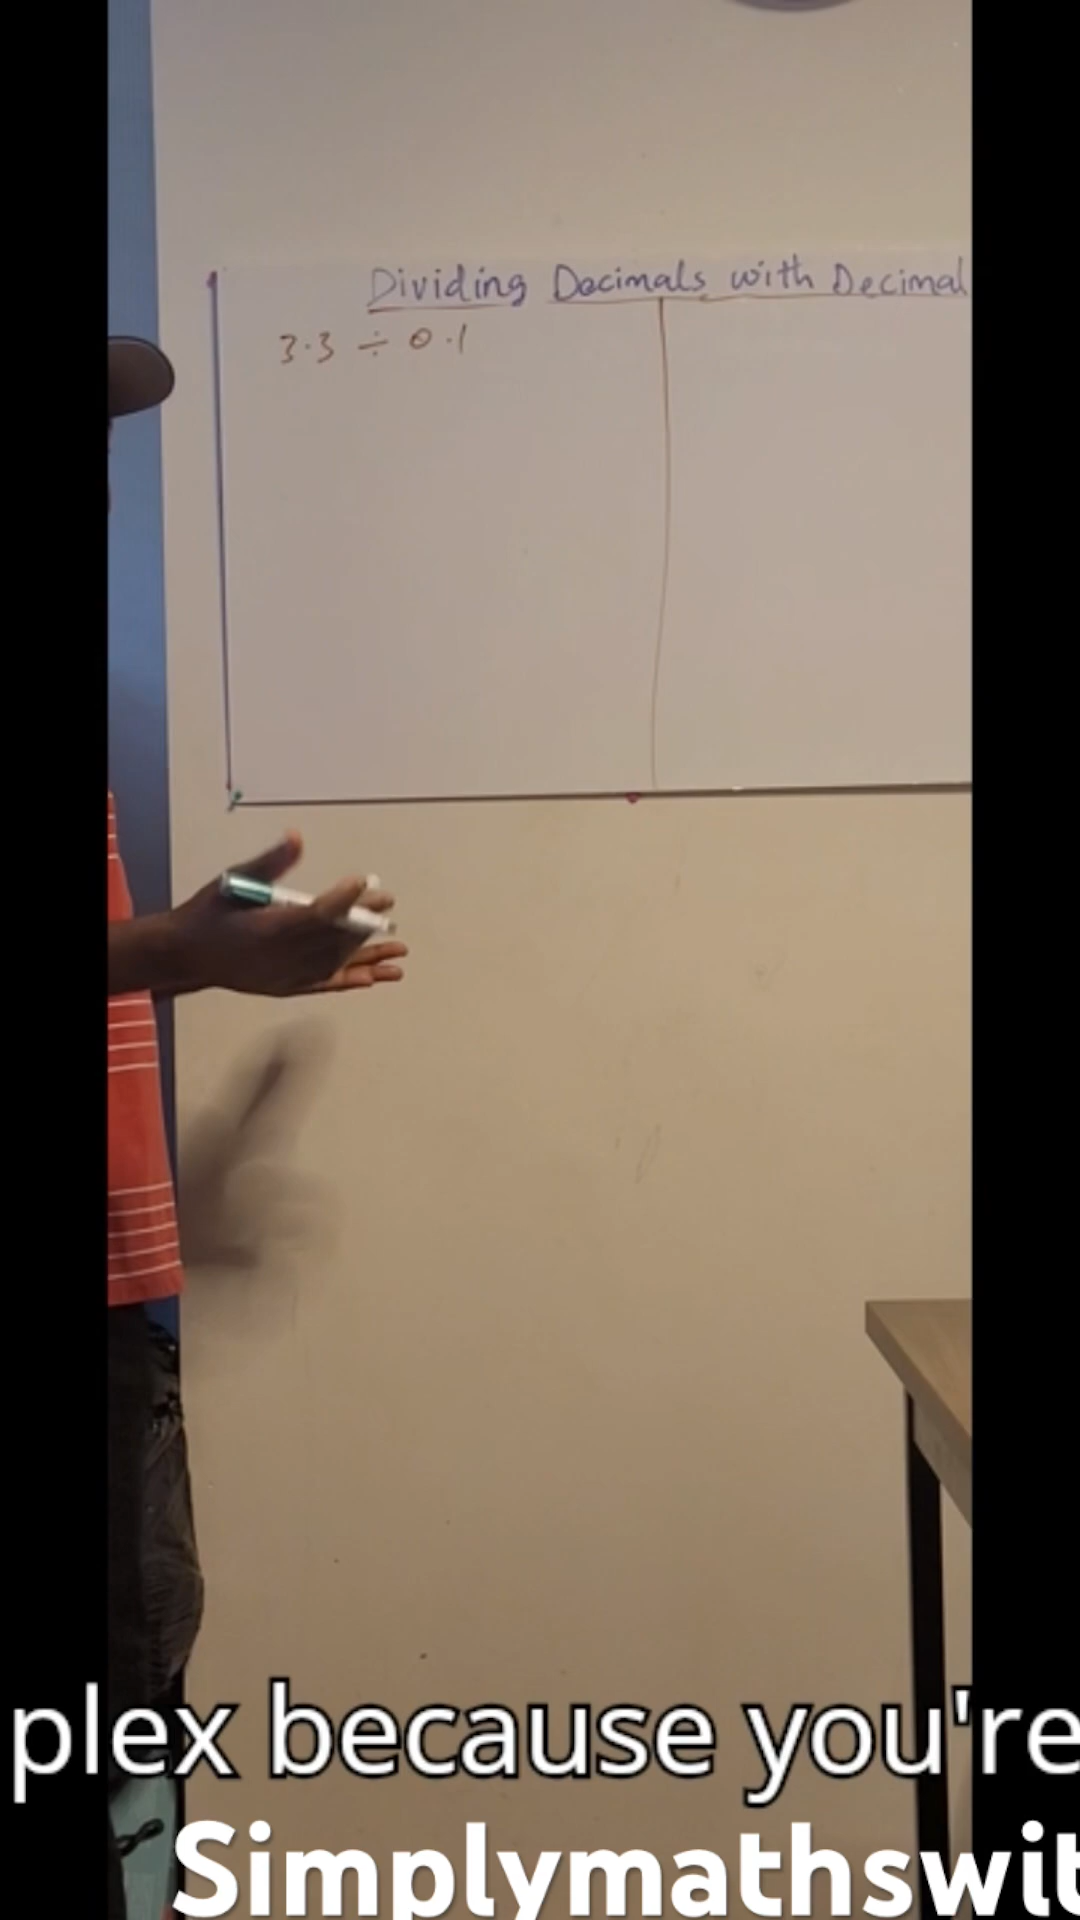 Dividing Decimals with Decimal
3.3 ÷ 0.1
plex because you're
Simplymathswit